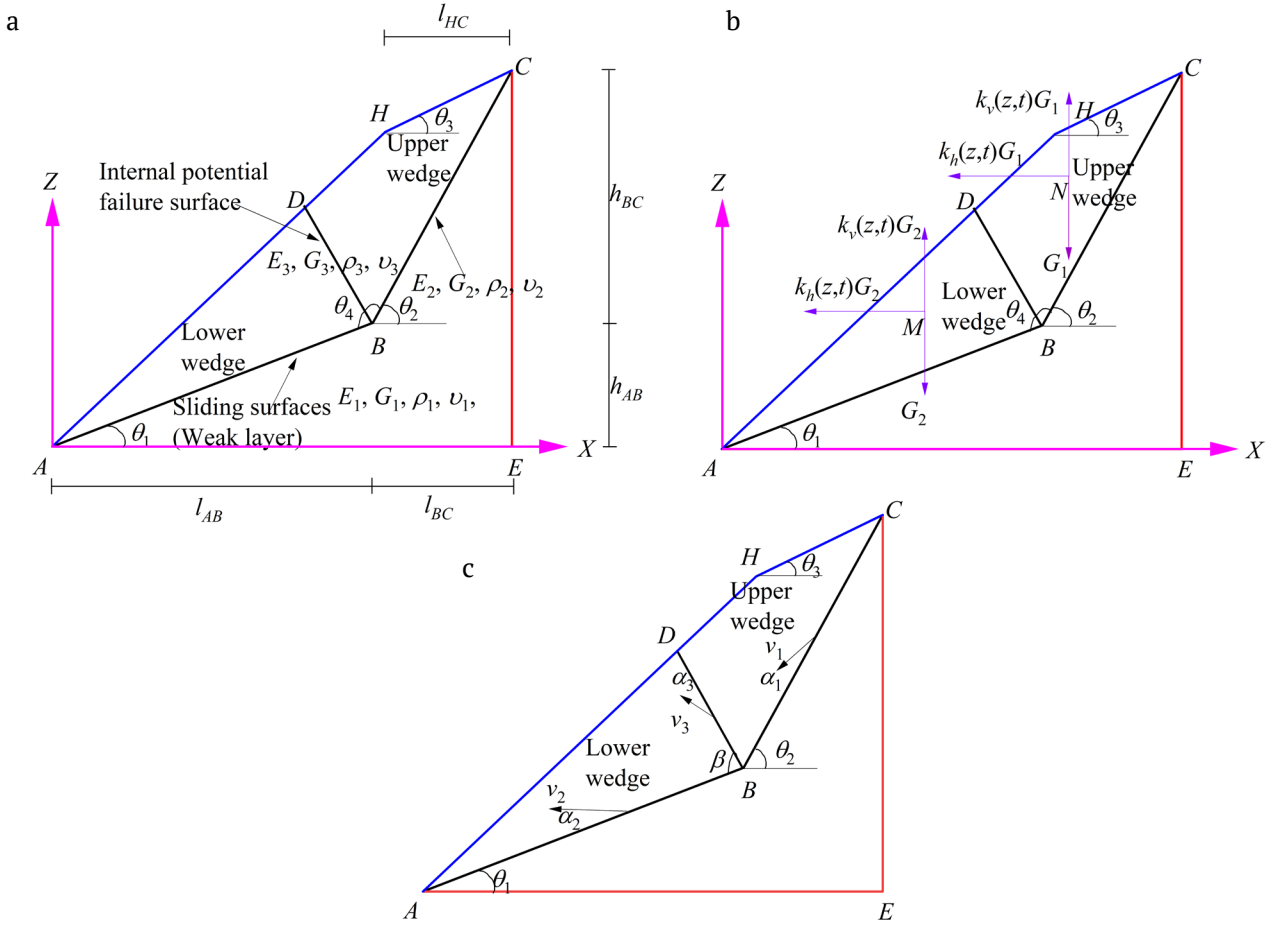 a
l_HC
C
H
θ₃
Upper
wedge
Internal potential
failure surface
Z
D
h_BC
E₃, G₃, ρ₃, υ₃
E₂, G₂, ρ₂, υ₂
θ₄
θ₂
Lower
wedge
B
h_AB
Sliding surfaces
(Weak layer)
E₁, G₁, ρ₁, υ₁,
θ₁
X
A
E
l_AB
l_BC
b
C
k_v(z,t)G₁
H
θ₃
k_h(z,t)G₁
Upper
wedge
N
Z
D
k_v(z,t)G₂
G₁
k_h(z,t)G₂
Lower
wedge
M
θ₄
θ₂
B
G₂
θ₁
X
A
E
c
C
H
θ₃
Upper
wedge
D
v₁
α₁
α₃
v₃
Lower
wedge
β
θ₂
B
v₂
α₂
θ₁
A
E